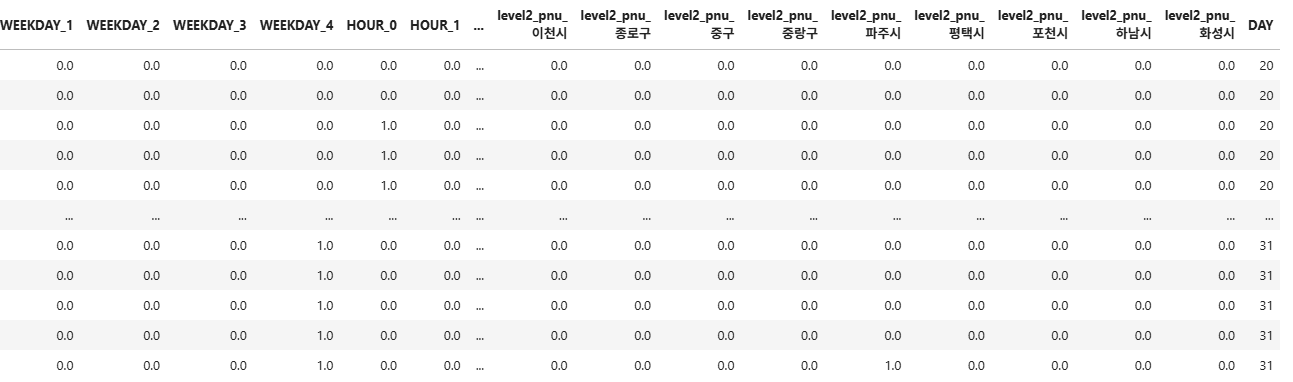 WEEKDAY_1 WEEKDAY_2 WEEKDAY_3 WEEKDAY_4 HOUR_0 HOUR_1 ... level2_pnu_이천시 level2_pnu_종로구 level2_pnu_중구 level2_pnu_중랑구 level2_pnu_파주시 level2_pnu_평택시 level2_pnu_포천시 level2_pnu_하남시 level2_pnu_화성시 DAY
0.0 0.0 0.0 0.0 0.0 0.0 ... 0.0 0.0 0.0 0.0 0.0 0.0 0.0 0.0 0.0 20
0.0 0.0 0.0 0.0 0.0 0.0 ... 0.0 0.0 0.0 0.0 0.0 0.0 0.0 0.0 0.0 20
0.0 0.0 0.0 0.0 1.0 0.0 ... 0.0 0.0 0.0 0.0 0.0 0.0 0.0 0.0 0.0 20
0.0 0.0 0.0 0.0 1.0 0.0 ... 0.0 0.0 0.0 0.0 0.0 0.0 0.0 0.0 0.0 20
0.0 0.0 0.0 0.0 1.0 0.0 ... 0.0 0.0 0.0 0.0 0.0 0.0 0.0 0.0 0.0 20
... ... ... ... ... ... ... ... ... ... ... ... ... ... ... ... ...
0.0 0.0 0.0 1.0 0.0 0.0 ... 0.0 0.0 0.0 0.0 0.0 0.0 0.0 0.0 0.0 31
0.0 0.0 0.0 1.0 0.0 0.0 ... 0.0 0.0 0.0 0.0 0.0 0.0 0.0 0.0 0.0 31
0.0 0.0 0.0 1.0 0.0 0.0 ... 0.0 0.0 0.0 0.0 0.0 0.0 0.0 0.0 0.0 31
0.0 0.0 0.0 1.0 0.0 0.0 ... 0.0 0.0 0.0 0.0 0.0 0.0 0.0 0.0 0.0 31
0.0 0.0 0.0 1.0 0.0 0.0 ... 0.0 0.0 0.0 0.0 1.0 0.0 0.0 0.0 0.0 31